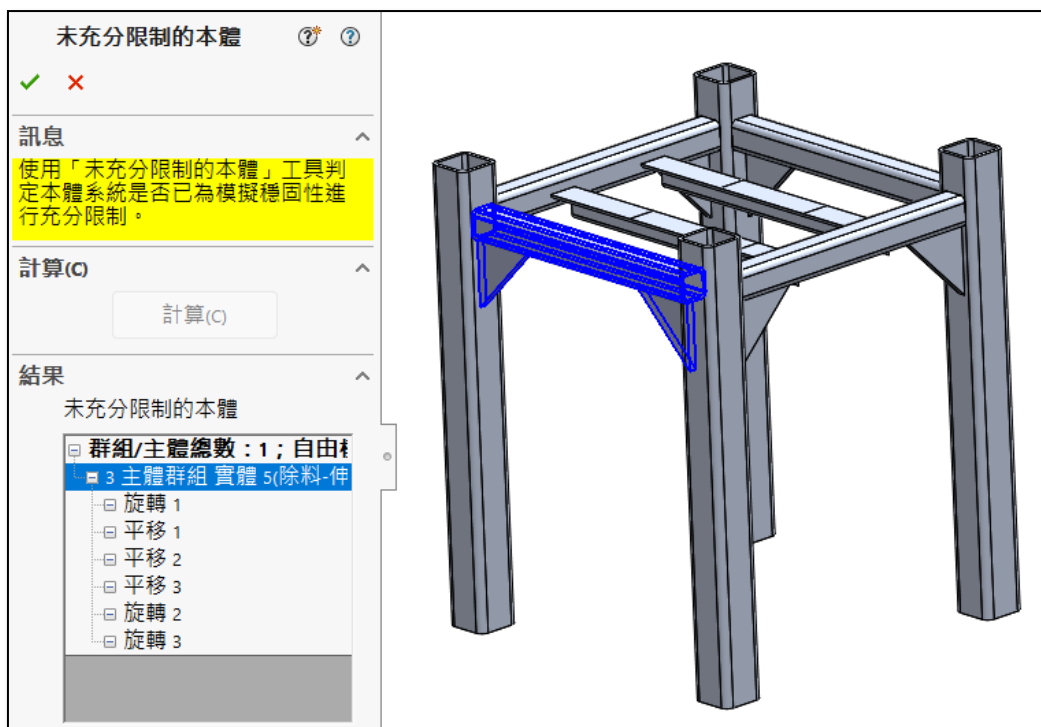 未充分限制的本體
訊息
使用「未充分限制的本體」工具判
定本體系統是否已為模擬穩固性進
行充分限制。
計算(C)
計算(C)
結果
未充分限制的本體
群組/主體總數：1；自由
3 主體群組 實體 5(除料-伸
旋轉 1
平移 1
平移 2
平移 3
旋轉 2
旋轉 3